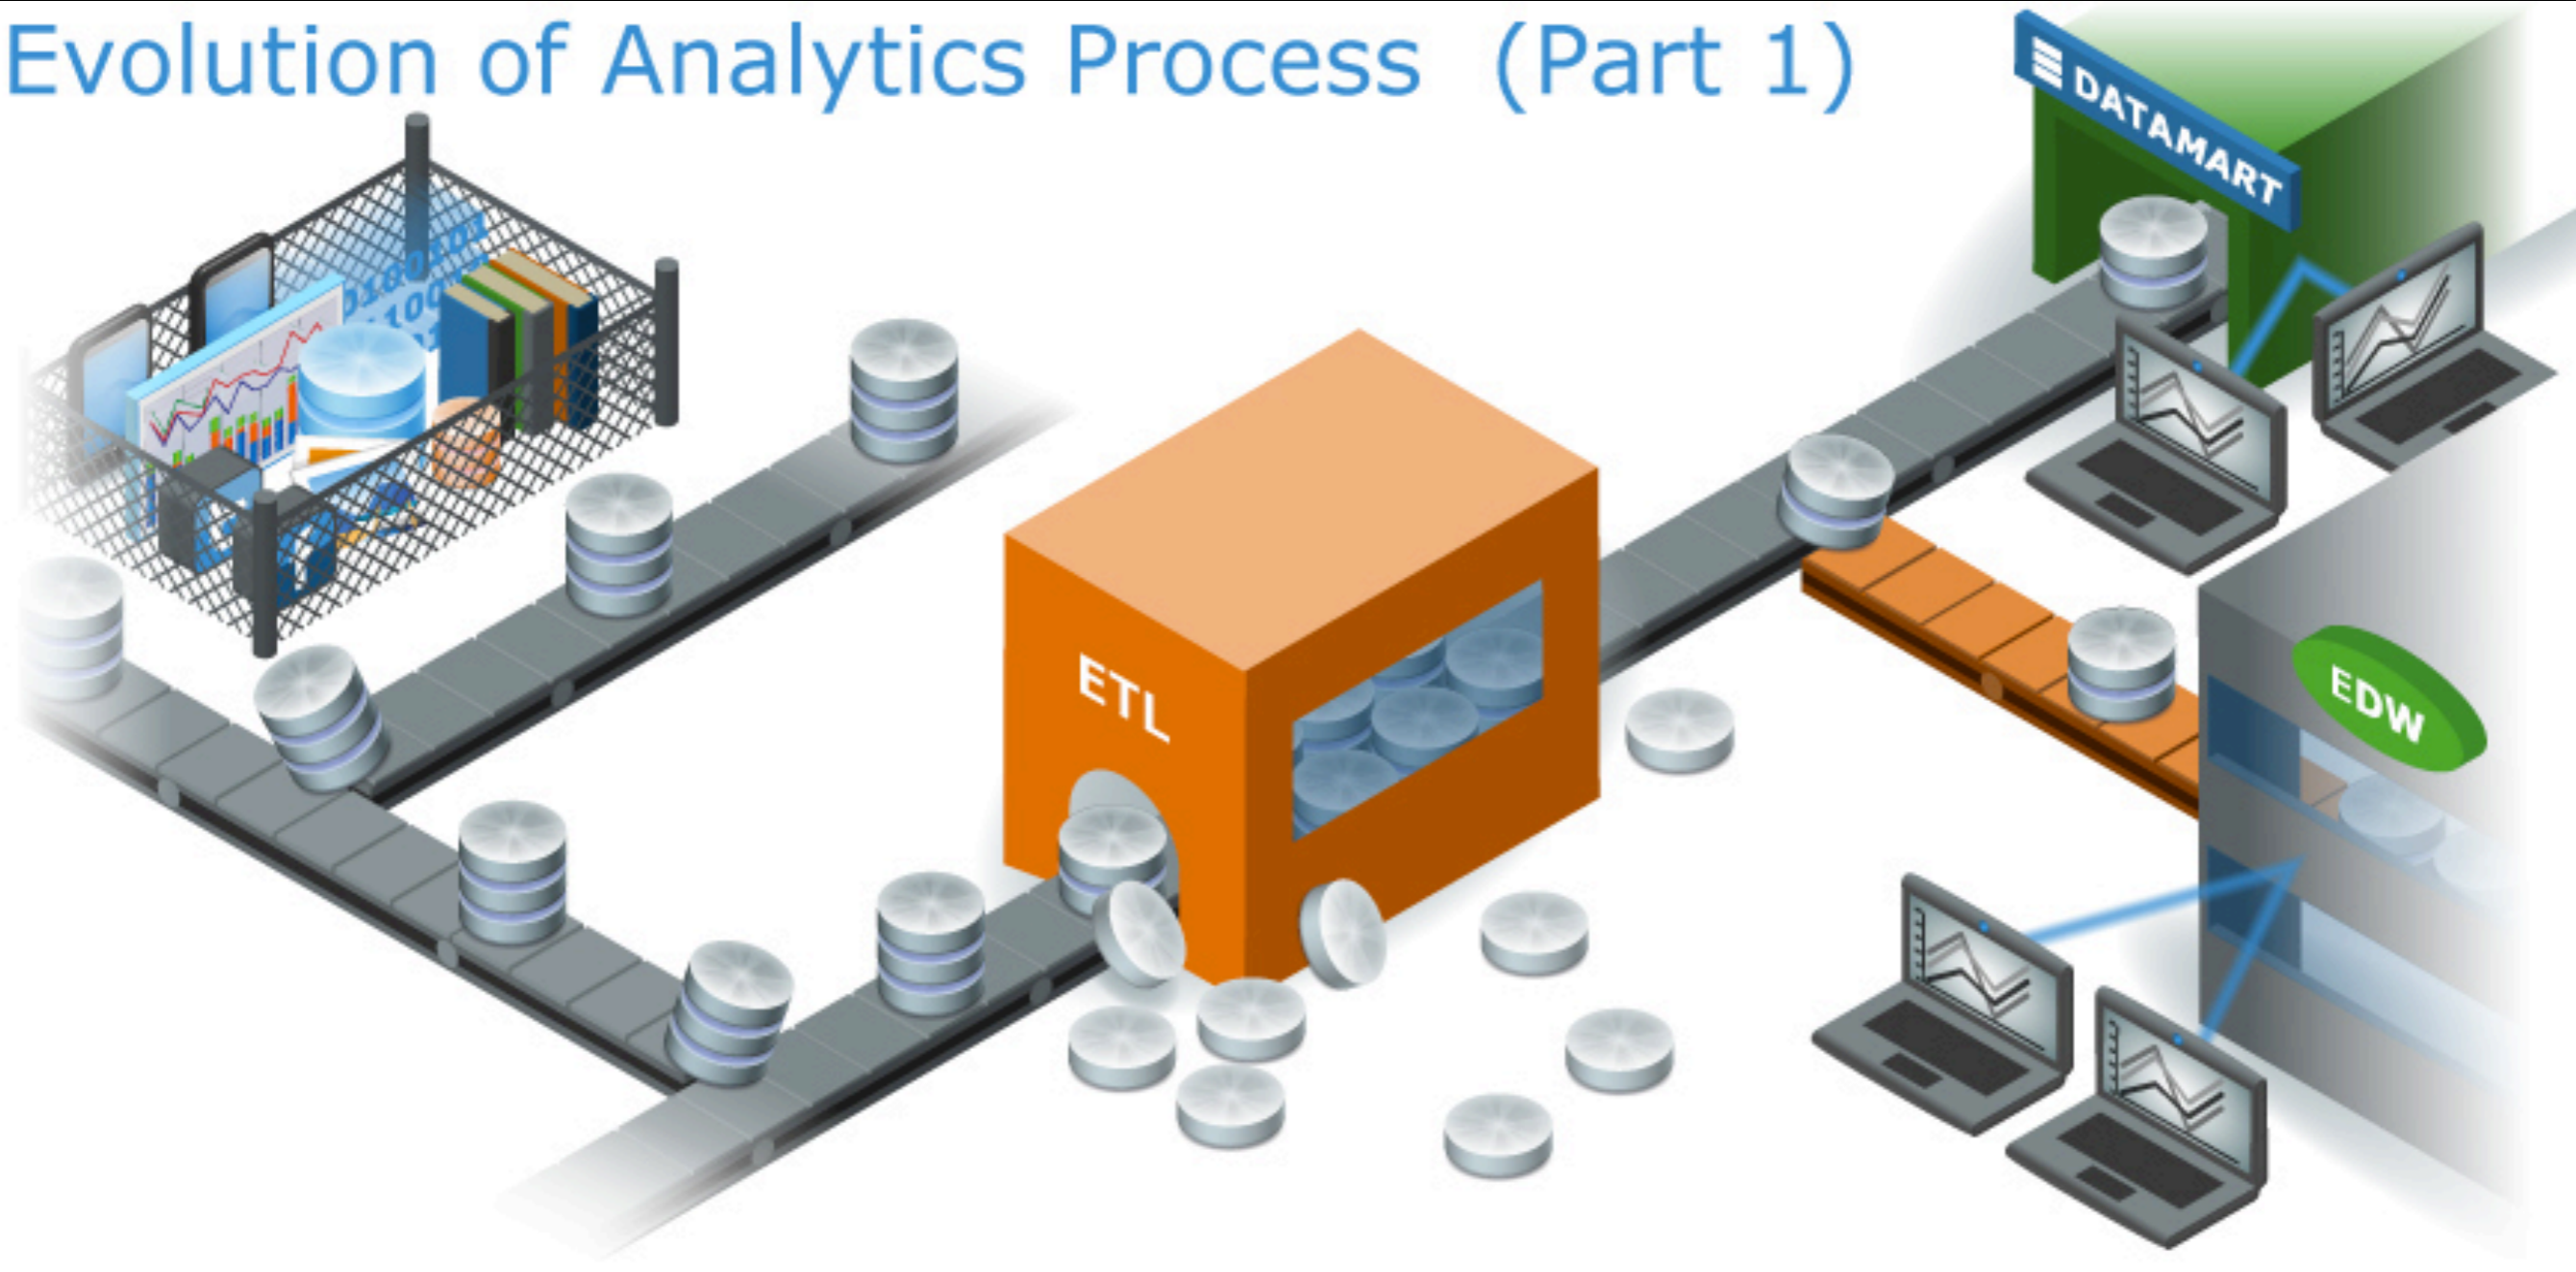 Evolution of Analytics Process (Part 1)
DATAMART
ETL
EDW